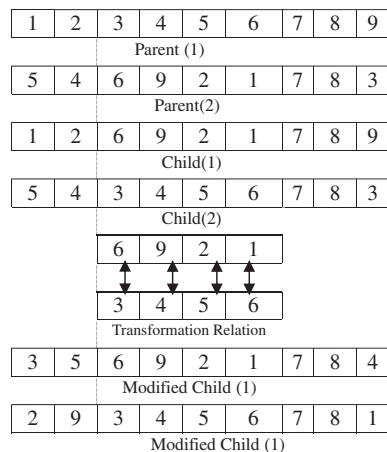 1 2 3 4 5 6 7 8 9
Parent (1)
5 4 6 9 2 1 7 8 3
Parent(2)
1 2 6 9 2 1 7 8 9
Child(1)
5 4 3 4 5 6 7 8 3
Child(2)
6 9 2 1
3 4 5 6
Transformation Relation
3 5 6 9 2 1 7 8 4
Modified Child (1)
2 9 3 4 5 6 7 8 1
Modified Child (1)